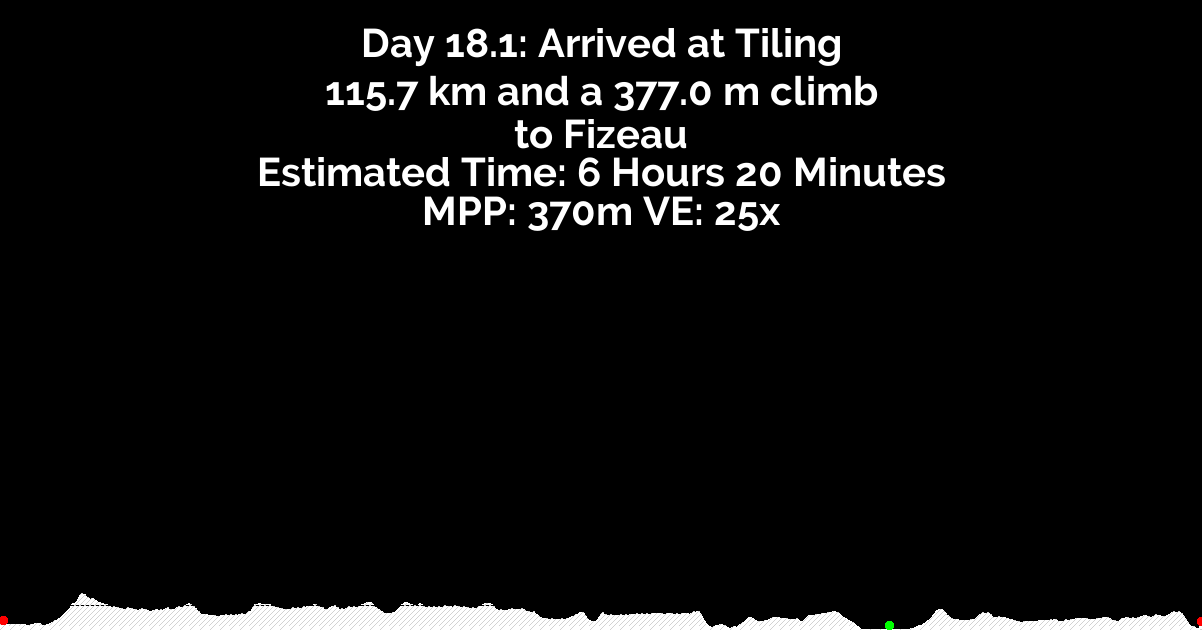 Day 18.1: Arrived at Tiling
115.7 km and a 377.0 m climb
to Fizeau
Estimated Time: 6 Hours 20 Minutes
MPP: 370m VE: 25x